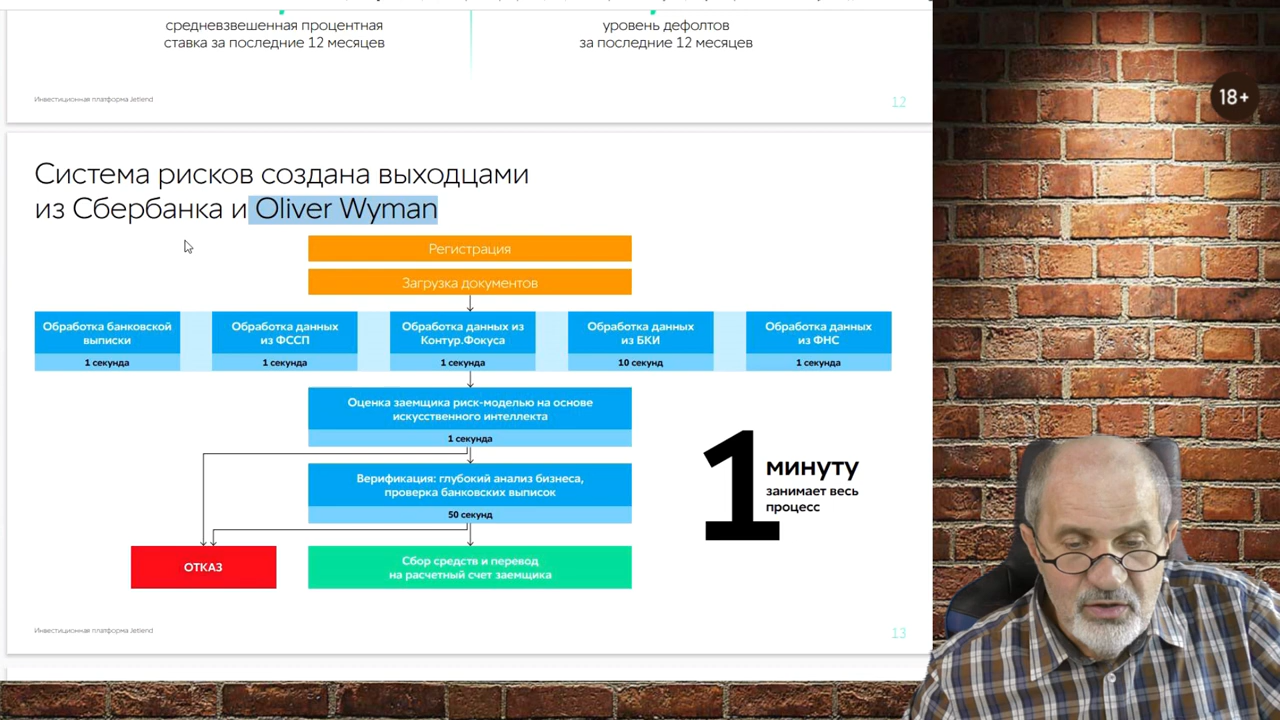 средневзвешенная процентная
ставка за последние 12 месяцев
уровень дефолтов
за последние 12 месяцев
Инвестиционная платформа Jetlend
12
18+
Система рисков создана выходцами
из Сбербанка и Oliver Wyman
Регистрация
Загрузка документов
Обработка банковской
выписки
1 секунда
Обработка данных
из ФССП
1 секунда
Обработка данных из
Контур.Фокуса
1 секунда
Обработка данных
из БКИ
10 секунд
Обработка данных
из ФНС
1 секунда
Оценка заемщика риск-моделью на основе
искусственного интеллекта
1 секунда
Верификация: глубокий анализ бизнеса,
проверка банковских выписок
50 секунд
1 минуту
занимает весь
процесс
ОТКАЗ
Сбор средств и перевод
на расчетный счет заемщика
Инвестиционная платформа Jetlend
13